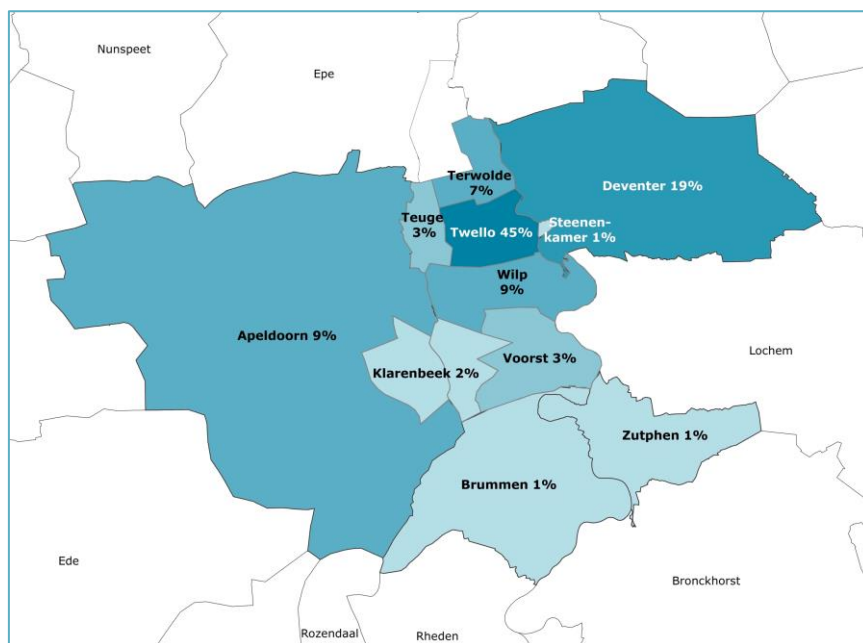 Nunspeet
Epe
Terwolde
7%
Deventer 19%
Teuge
3%
Twello 45%
Steenen-
kamer 1%
Wilp
9%
Apeldoorn 9%
Klarenbeek 2%
Voorst 3%
Lochem
Zutphen 1%
Brummen 1%
Ede
Bronckhorst
Rozendaal
Rheden